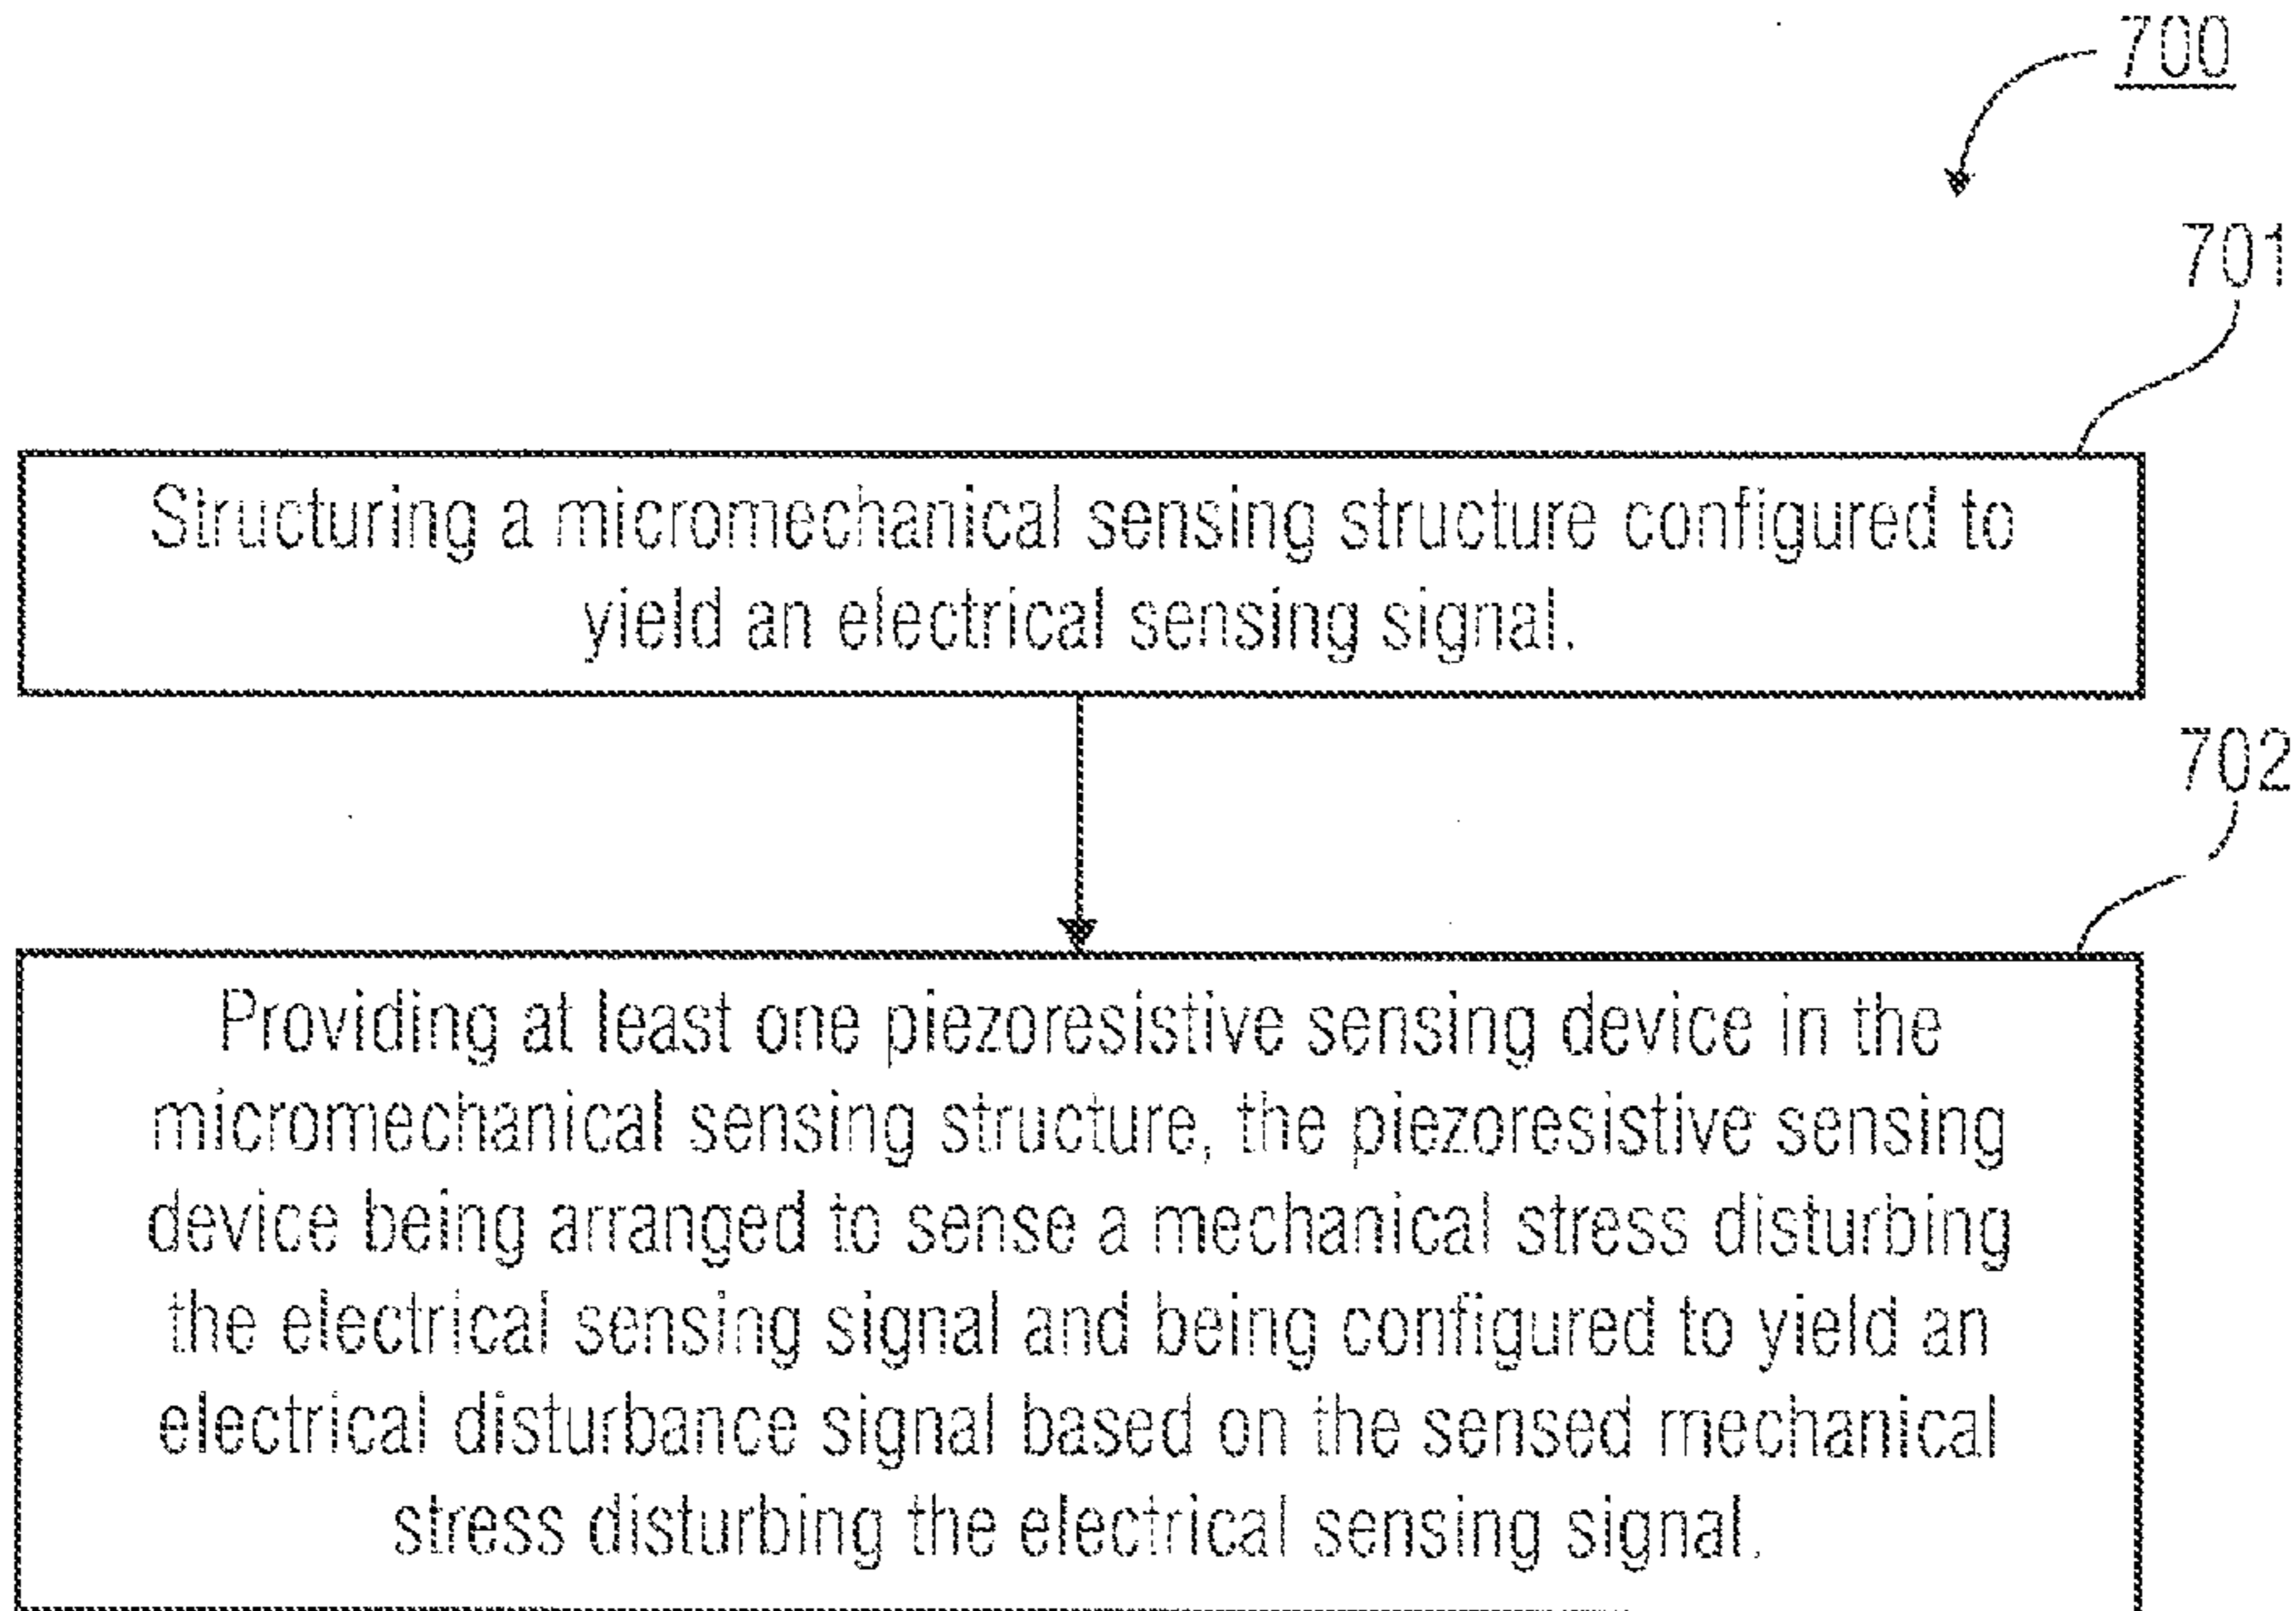 700
701
Structuring a micromechanical sensing structure configured to
yield an electrical sensing signal.
702
Providing at least one piezoresistive sensing device in the
micromechanical sensing structure, the piezoresistive sensing
device being arranged to sense a mechanical stress disturbing
the electrical sensing signal and being configured to yield an
electrical disturbance signal based on the sensed mechanical
stress disturbing the electrical sensing signal.